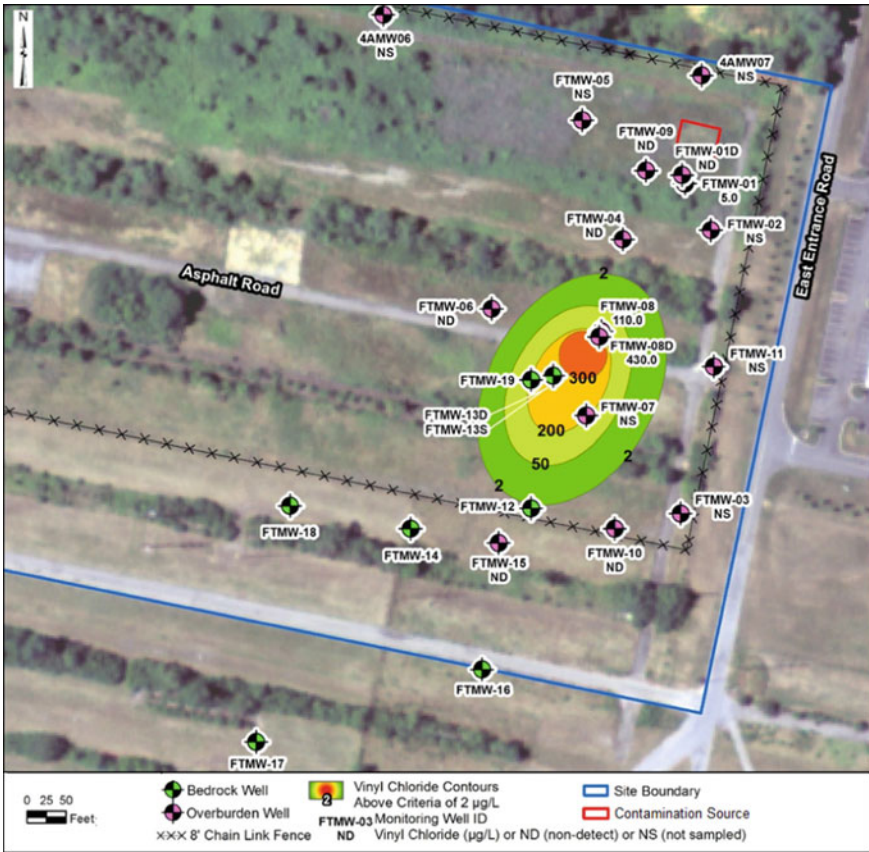 N
4AMW06
NS
4AMW07
NS
FTMW-05
NS
FTMW-09
ND
FTMW-01D
ND
FTMW-01
5.0
FTMW-02
NS
FTMW-04
ND
East Entrance Road
Asphalt Road
2
FTMW-06
ND
FTMW-08
110.0
FTMW-08D
430.0
FTMW-11
NS
FTMW-19
300
FTMW-13D
FTMW-13S
FTMW-07
NS
200
50
2
2
FTMW-12
FTMW-03
NS
FTMW-18
FTMW-14
FTMW-15
ND
FTMW-10
ND
FTMW-16
FTMW-17
0 25 50
Feet
Bedrock Well
Overburden Well
××× 8' Chain Link Fence
2
Vinyl Chloride Contours
Above Criteria of 2 µg/L
FTMW-03 Monitoring Well ID
ND Vinyl Chloride (µg/L) or ND (non-detect) or NS (not sampled)
Site Boundary
Contamination Source